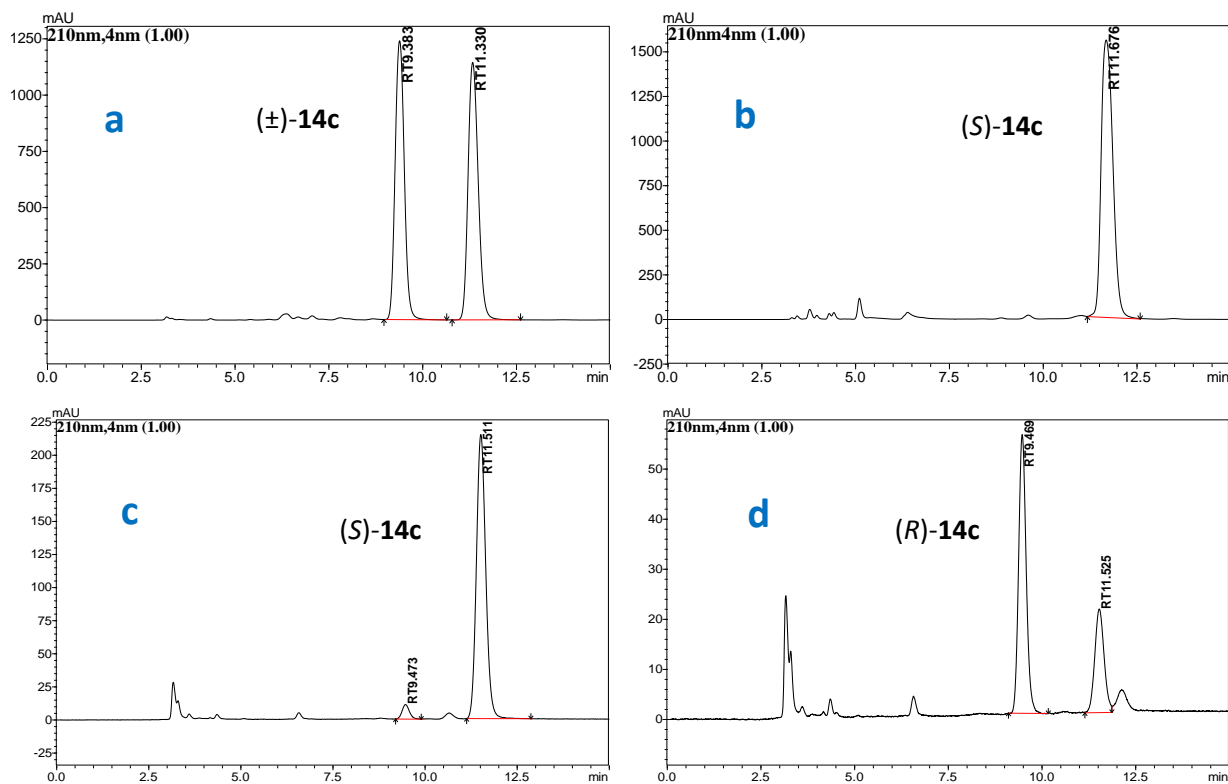 mAU
210nm,4nm (1.00)
1250
1000
750
500
250
0
0.0
2.5
5.0
7.5
10.0
12.5
min
RT9.383
RT11.330
a
(±)-14c
mAU
210nm4nm (1.00)
1500
1250
1000
750
500
250
0
-250
0.0
2.5
5.0
7.5
10.0
12.5
min
RT11.676
b
(S)-14c
mAU
210nm,4nm (1.00)
225
200
175
150
125
100
75
50
25
0
-25
0.0
2.5
5.0
7.5
10.0
12.5
min
RT9.473
RT11.511
c
(S)-14c
mAU
210nm,4nm (1.00)
50
40
30
20
10
0
0.0
2.5
5.0
7.5
10.0
12.5
min
RT9.469
RT11.525
d
(R)-14c